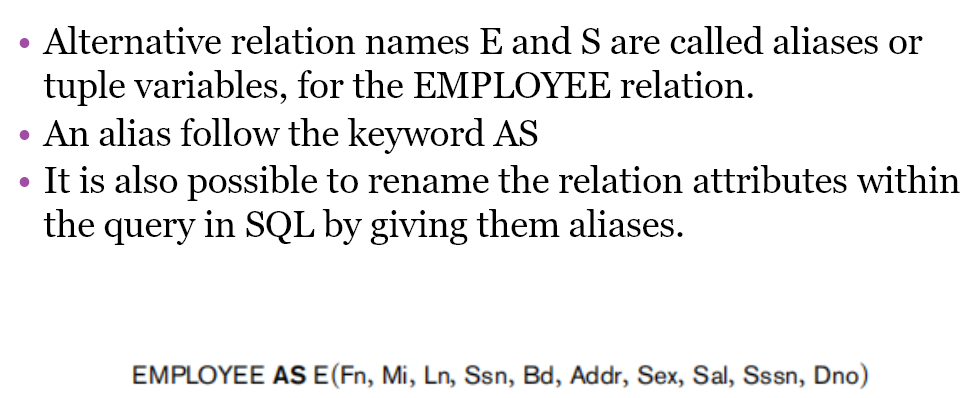 • Alternative relation names E and S are called aliases or
tuple variables, for the EMPLOYEE relation.
• An alias follow the keyword AS
• It is also possible to rename the relation attributes within
the query in SQL by giving them aliases.
EMPLOYEE AS E(Fn, Mi, Ln, Ssn, Bd, Addr, Sex, Sal, Sssn, Dno)